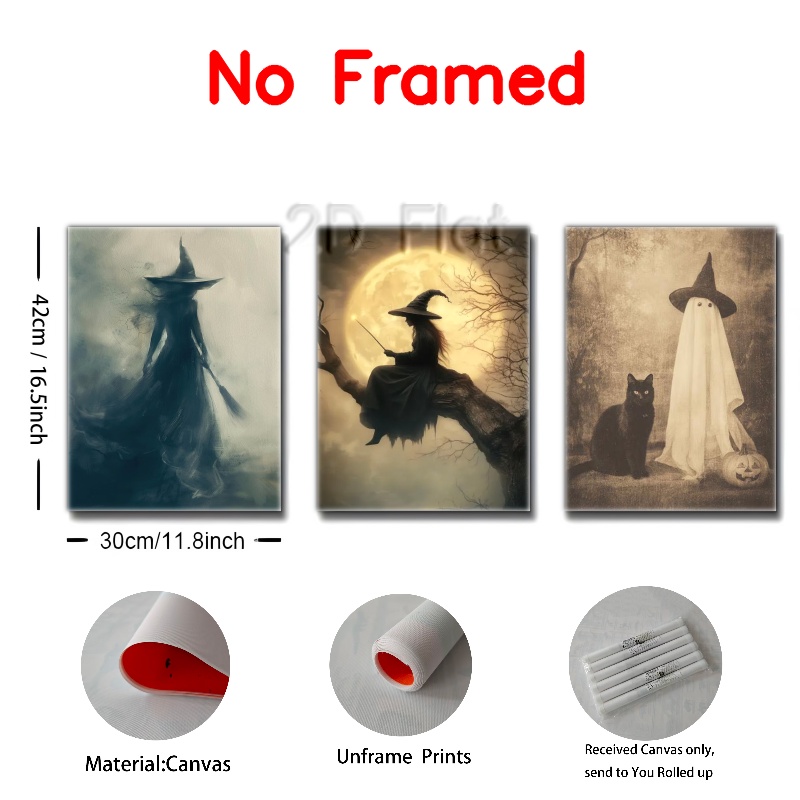 No Framed
2D Flat
42cm / 16.5inch
30cm/11.8inch
Material:Canvas
Unframe Prints
Received Canvas only,
send to You Rolled up